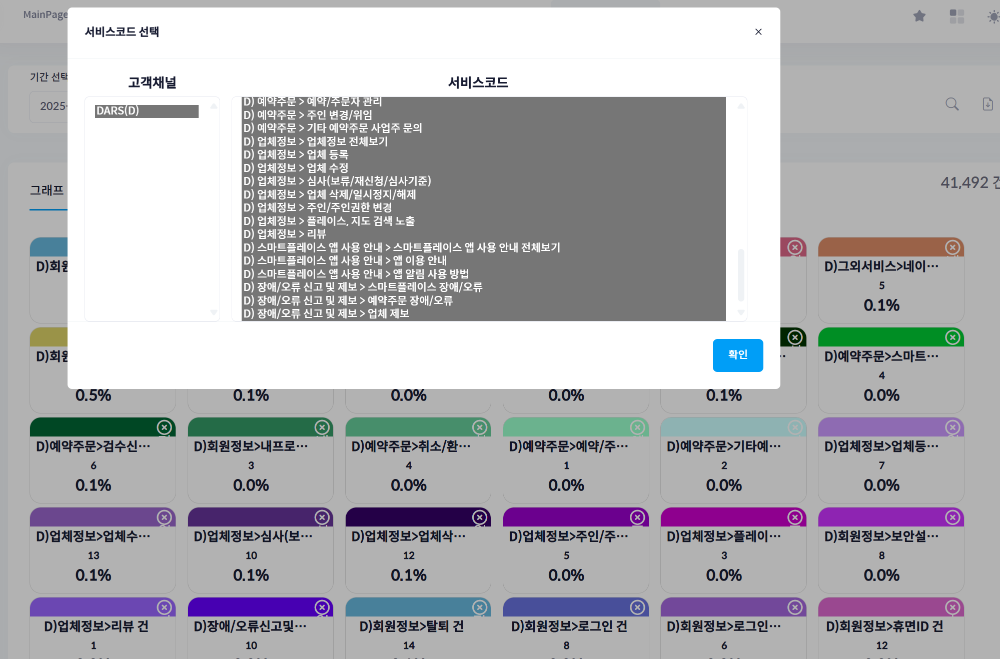 MainPage
서비스코드 선택
기간 선택
고객채널
서비스코드
2025-
DARS(D)
D) 예약주문 > 예약/주문자 관리
D) 예약주문 > 주인 변경/위임
D) 예약주문 > 기타 예약주문 사업주 문의
D) 업체정보 > 업체정보 전체보기
D) 업체정보 > 업체 등록
D) 업체정보 > 업체 수정
D) 업체정보 > 심사(보류/재신청/심사기준)
D) 업체정보 > 업체 삭제/일시정지/해제
D) 업체정보 > 주인/주인권한 변경
D) 업체정보 > 플레이스, 지도 검색 노출
D) 업체정보 > 리뷰
D) 스마트플레이스 앱 사용 안내 > 스마트플레이스 앱 사용 안내 전체보기
D) 스마트플레이스 앱 사용 안내 > 앱 이용 안내
D) 스마트플레이스 앱 사용 안내 > 앱 알림 사용 방법
D) 장애/오류 신고 및 제보 > 스마트플레이스 장애/오류
D) 장애/오류 신고 및 제보 > 예약주문 장애/오류
D) 장애/오류 신고 및 제보 > 업체 제보
확인
그래프
41,492 건
D)회원
D)그외서비스>네이···
5
0.1%
D)회원
D)예약주문>스마트···
4
0.5% 0.1% 0.0% 0.0% 0.1% 0.0%
D)예약주문>검수신··· D)회원정보>내프로··· D)예약주문>취소/환··· D)예약주문>예약/주··· D)예약주문>기타예··· D)업체정보>업체등···
6 3 4 1 2 7
0.1% 0.0% 0.0% 0.0% 0.0% 0.0%
D)업체정보>업체수··· D)업체정보>심사(보··· D)업체정보>업체삭··· D)업체정보>주인/주··· D)업체정보>플레이··· D)회원정보>보안설···
13 10 12 5 3 8
0.1% 0.1% 0.1% 0.0% 0.0% 0.0%
D)업체정보>리뷰 건 D)장애/오류신고및··· D)회원정보>탈퇴 건 D)회원정보>로그인 건 D)회원정보>로그인··· D)회원정보>휴면ID 건
1 10 14 8 6 12